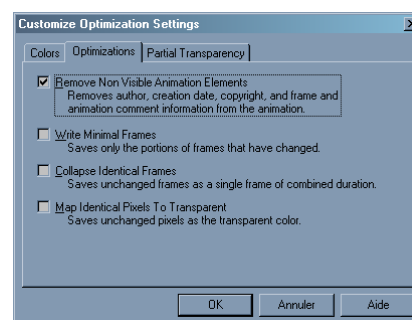 Customize Optimization Settings
Colors Optimizations Partial Transparency
Remove Non Visible Animation Elements
Removes author, creation date, copyright, and frame and
animation comment information from the animation.
Write Minimal Frames
Saves only the portions of frames that have changed.
Collapse Identical Frames
Saves unchanged frames as a single frame of combined duration.
Map Identical Pixels To Transparent
Saves unchanged pixels as the transparent color.
OK Annuler Aide